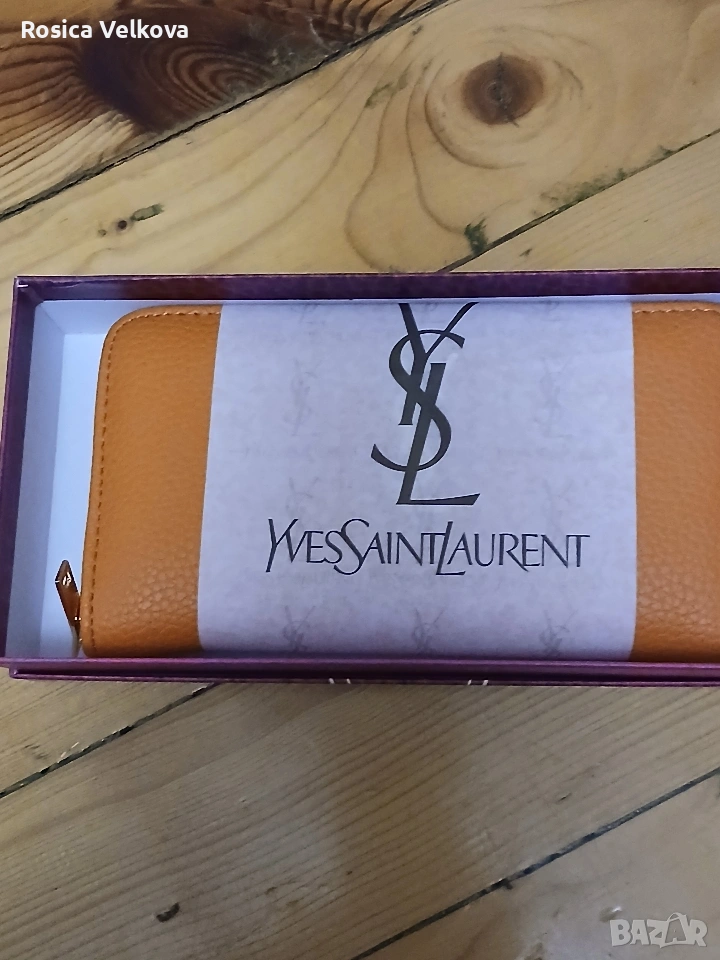 Rosica Velkova
YSL
YVESSAINTLAURENT
BAZAR